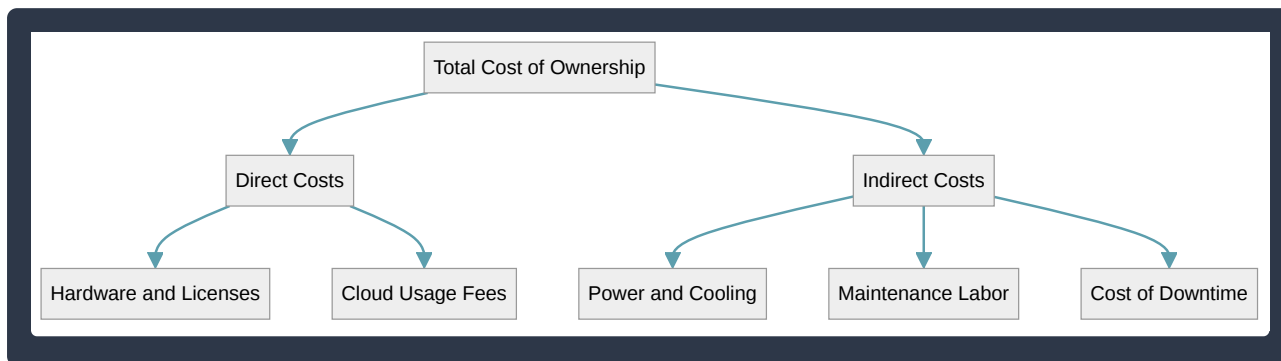 Total Cost of Ownership
Direct Costs
Indirect Costs
Hardware and Licenses
Cloud Usage Fees
Power and Cooling
Maintenance Labor
Cost of Downtime